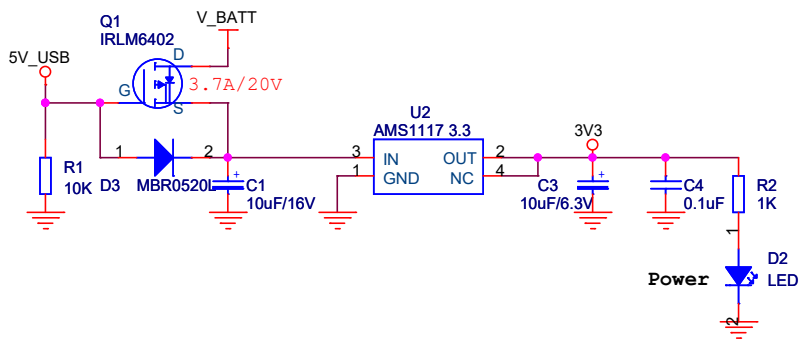 Q1
IRLM6402
V_BATT
5V_USB
D
G
S
3.7A/20V
U2
AMS1117 3.3
3V3
1
2
3
IN
OUT
2
1
GND
NC
4
R1
10K
D3
MBR0520L
+
C1
10uF/16V
+
C3
10uF/6.3V
C4
0.1uF
R2
1K
1
D2
LED
Power
2